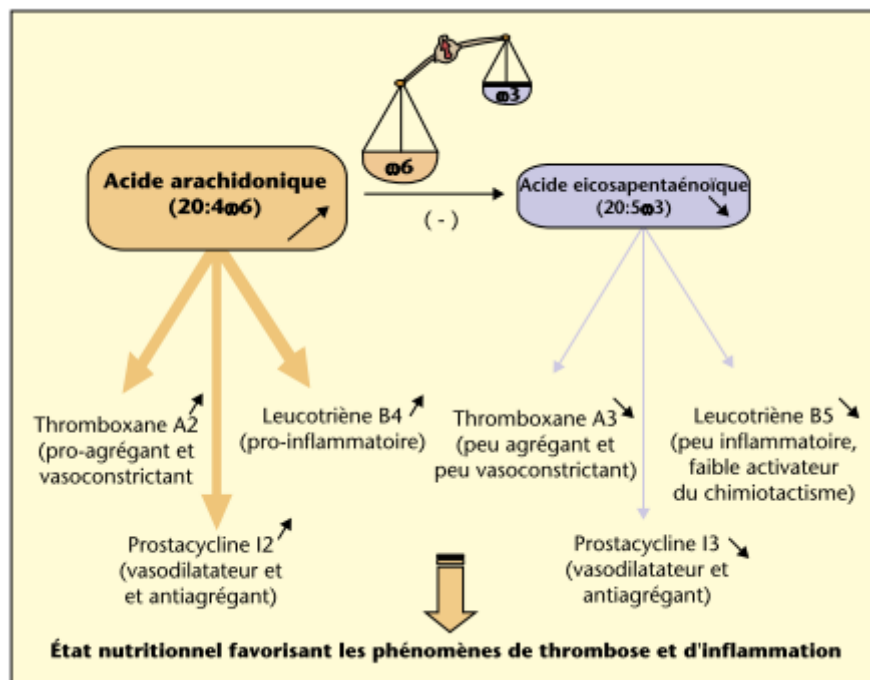 ω3
ω6
Acide arachidonique
(20:4ω6)
( - )
Acide eicosapentaénoïque
(20:5ω3)
Thromboxane A2
(pro-agrégant et
vasoconstrictant
Leucotriène B4
(pro-inflammatoire)
Prostacycline I2
(vasodilatateur et
et antiagrégant)
Thromboxane A3
(peu agrégant et
peu vasoconstrictant)
Leucotriène B5
(peu inflammatoire,
faible activateur
du chimiotactisme)
Prostacycline I3
(vasodilatateur et
antiagrégant)
État nutritionnel favorisant les phénomènes de thrombose et d'inflammation